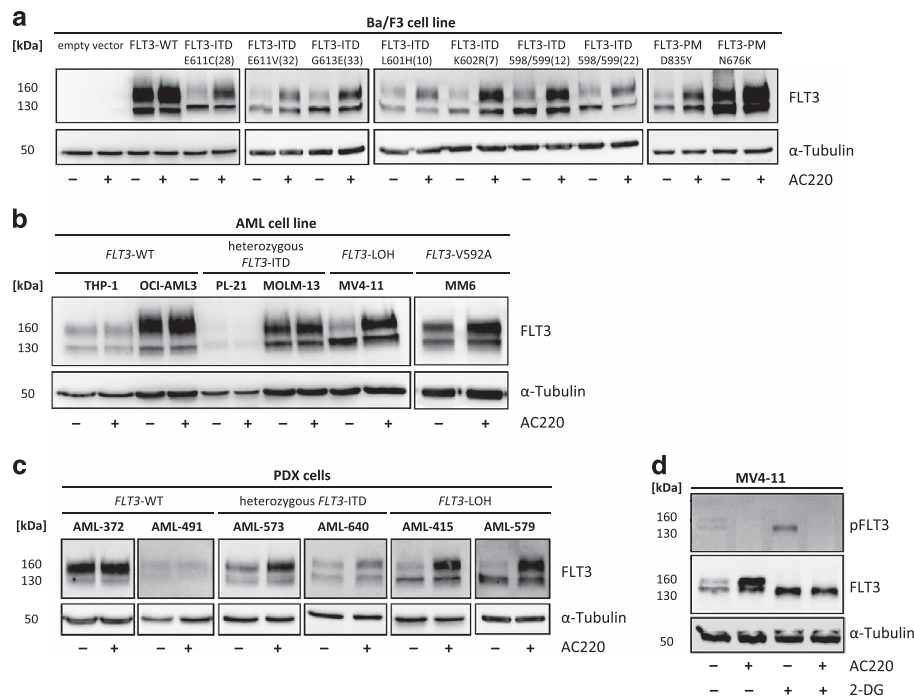 a
Ba/F3 cell line
[kDa] empty vector FLT3-WT FLT3-ITD FLT3-ITD FLT3-ITD FLT3-ITD FLT3-ITD FLT3-ITD FLT3-ITD FLT3-PM FLT3-PM
E611C(28) E611V(32) G613E(33) L601H(10) K602R(7) 598/599(12) 598/599(22) D835Y N676K
160
130
FLT3
50
α-Tubulin
– + – + – + – + – + – + – + – + – + – + – + AC220
b
AML cell line
FLT3-WT heterozygous FLT3-LOH FLT3-V592A
FLT3-ITD
[kDa] THP-1 OCI-AML3 PL-21 MOLM-13 MV4-11 MM6
160
130
FLT3
50
α-Tubulin
– + – + – + – + – + – + AC220
c
PDX cells
FLT3-WT heterozygous FLT3-ITD FLT3-LOH
[kDa] AML-372 AML-491 AML-573 AML-640 AML-415 AML-579
160
130
FLT3
50
α-Tubulin
– + – + – + – + – + – + AC220
d
MV4-11
[kDa]
160
130
pFLT3
160
130
FLT3
50
α-Tubulin
– + – + AC220
– – + + 2-DG